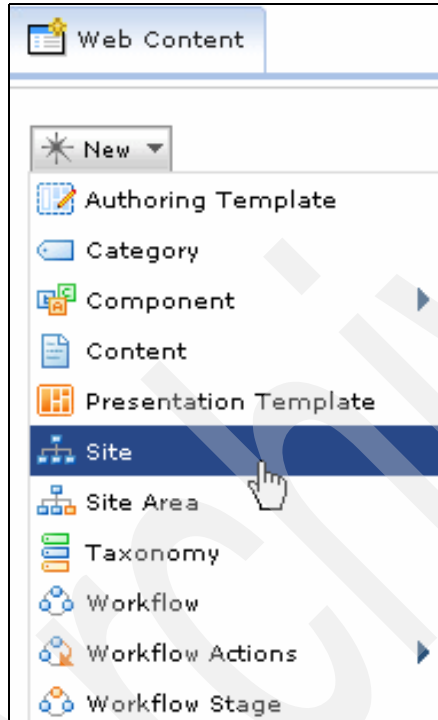 Web Content
New
Authoring Template
Category
Component
Content
Presentation Template
Site
Site Area
Taxonomy
Workflow
Workflow Actions
Workflow Stage